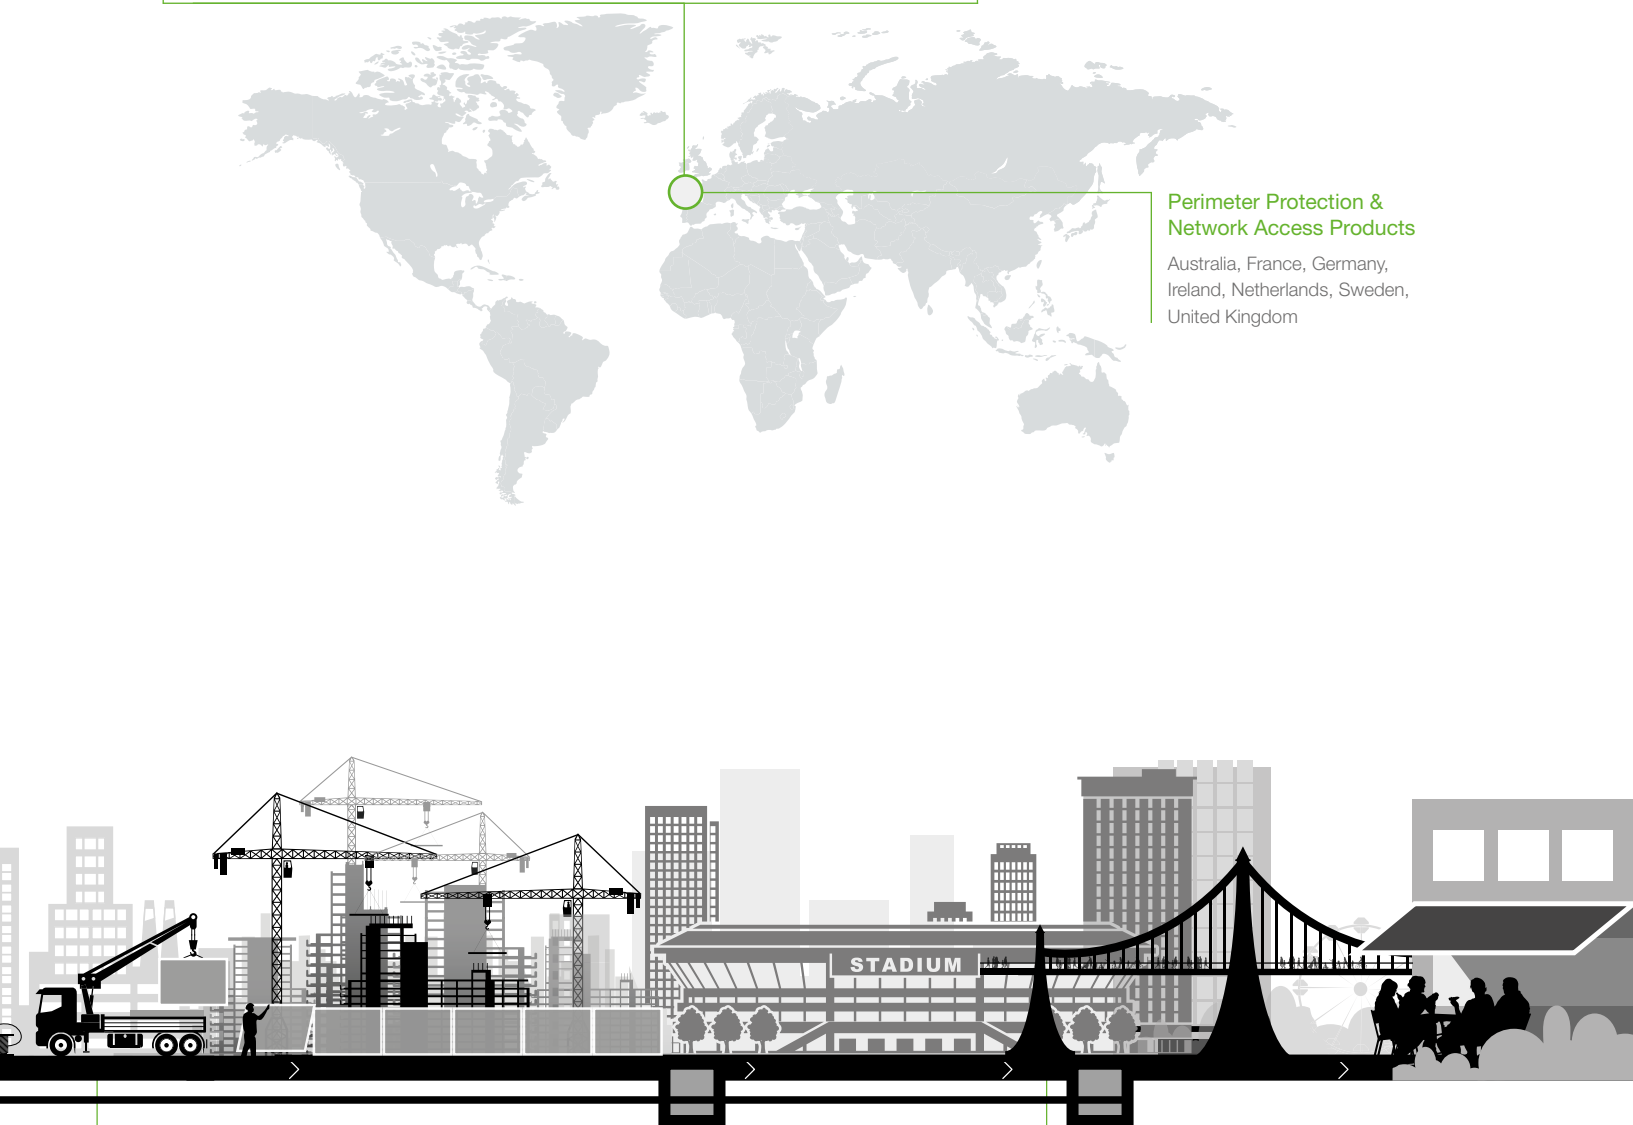 Perimeter Protection &
Network Access Products
Australia, France, Germany,
Ireland, Netherlands, Sweden,
United Kingdom
STADIUM